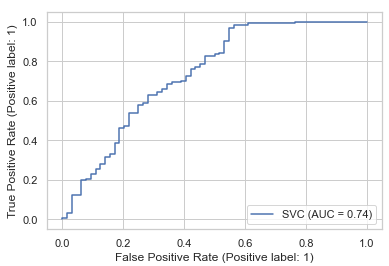 True Positive Rate (Positive label: 1)
1.0
0.8
0.6
0.4
0.2
0.0
SVC (AUC = 0.74)
0.0 0.2 0.4 0.6 0.8 1.0
False Positive Rate (Positive label: 1)